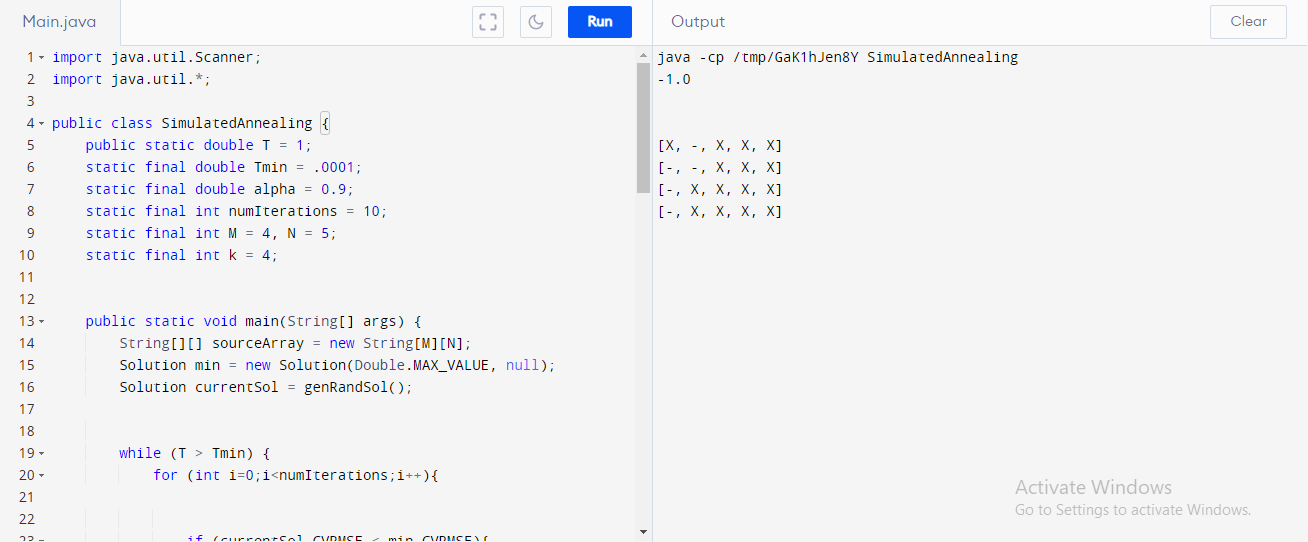 Main.java
Run
Output
Clear
1 import java.util.Scanner;
2 import java.util.*;
3
4 public class SimulatedAnnealing {
5 public static double T = 1;
6 static final double Tmin = .0001;
7 static final double alpha = 0.9;
8 static final int numIterations = 10;
9 static final int M = 4, N = 5;
10 static final int k = 4;
11
12
13 public static void main(String[] args) {
14 String[][] sourceArray = new String[M][N];
15 Solution min = new Solution(Double.MAX_VALUE, null);
16 Solution currentSol = genRandSol();
17
18
19 while (T > Tmin) {
20 for (int i=0;i<numIterations;i++){
21
22
23 if (currentSol.CVRMSE < min.CVRMSE){
java -cp /tmp/GaK1hJen8Y SimulatedAnnealing
-1.0
[X, -, X, X, X]
[-, -, X, X, X]
[-, X, X, X, X]
[-, X, X, X, X]
Activate Windows
Go to Settings to activate Windows.